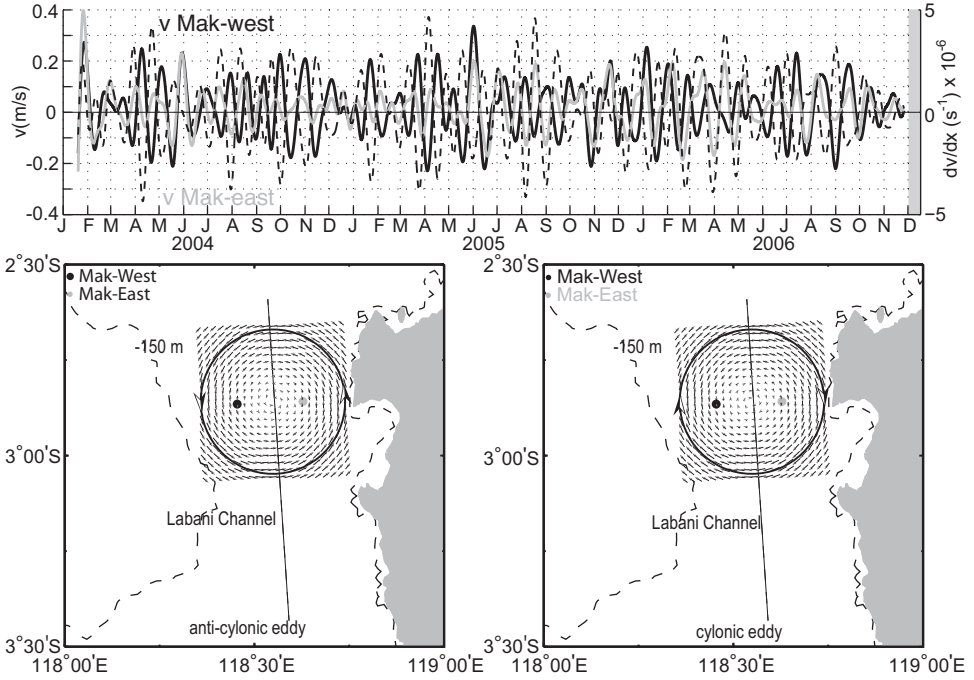 v Mak-west
v Mak-east
v(m/s)
0.4
0.2
0
-0.2
-0.4
5
0
−5
dv/dx (s⁻¹) x 10⁻⁶
J F M A M J J A S O N D J F M A M J J A S O N D J F M A M J J A S O N D
2004 2005 2006
2°30'S
3°00'S
3°30'S
118°00'E 118°30'E 119°00'E
Mak-West
Mak-East
-150 m
Labani Channel
anti-cylonic eddy
2°30'S
3°00'S
3°30'S
118°00'E 118°30'E 119°00'E
Mak-West
Mak-East
-150 m
Labani Channel
cylonic eddy